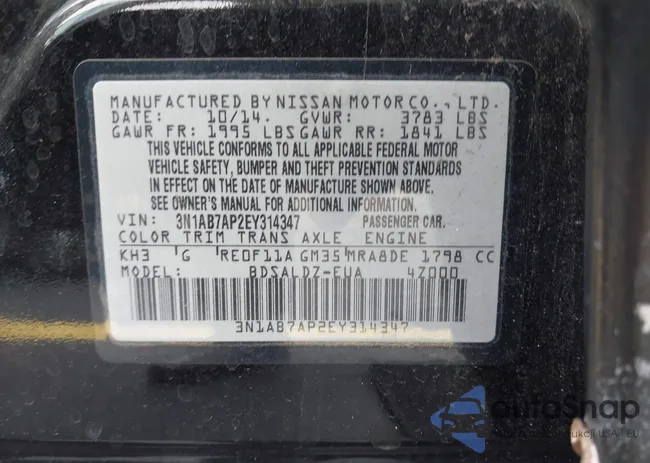 MANUFACTURED BY NISSAN MOTOR CO., LTD.
DATE: 10/14. GVWR: 3783 LBS
GAWR FR: 1995 LBS GAWR RR: 1841 LBS
THIS VEHICLE CONFORMS TO ALL APPLICABLE FEDERAL MOTOR
VEHICLE SAFETY, BUMPER AND THEFT PREVENTION STANDARDS
IN EFFECT ON THE DATE OF MANUFACTURE SHOWN ABOVE.
SEE OWNER'S MANUAL FOR ADDITIONAL INFORMATION.
VIN: 3N1AB7AP2EY314347 PASSENGER CAR.
COLOR TRIM TRANS AXLE ENGINE
KH3 G RE0F11A GM35 MRA8DE 1798 CC
MODEL: BDSALDZ-EUA 4Z000
3N1AB7AP2EY314347
autoSnap
USA i EU